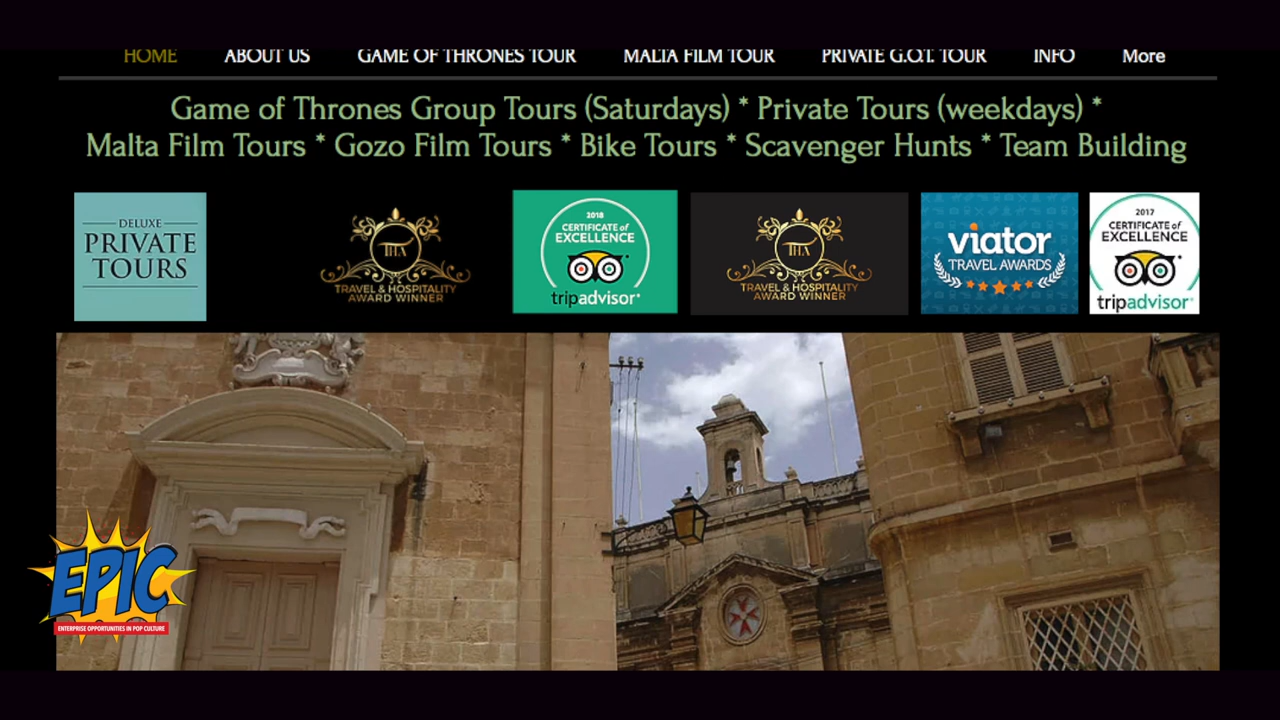 HOME ABOUT US GAME OF THRONES TOUR MALTA FILM TOUR PRIVATE G.O.T. TOUR INFO More
Game of Thrones Group Tours (Saturdays) * Private Tours (weekdays) *
Malta Film Tours * Gozo Film Tours * Bike Tours * Scavenger Hunts * Team Building
DELUXE
PRIVATE
TOURS
THA
TRAVEL & HOSPITALITY
AWARD WINNER
2018
CERTIFICATE of
EXCELLENCE
tripadvisor®
THA
TRAVEL & HOSPITALITY
AWARD WINNER
viator
TRAVEL AWARDS
2017
CERTIFICATE of
EXCELLENCE
tripadvisor®
EPIC
ENTERPRISE OPPORTUNITIES IN POP CULTURE